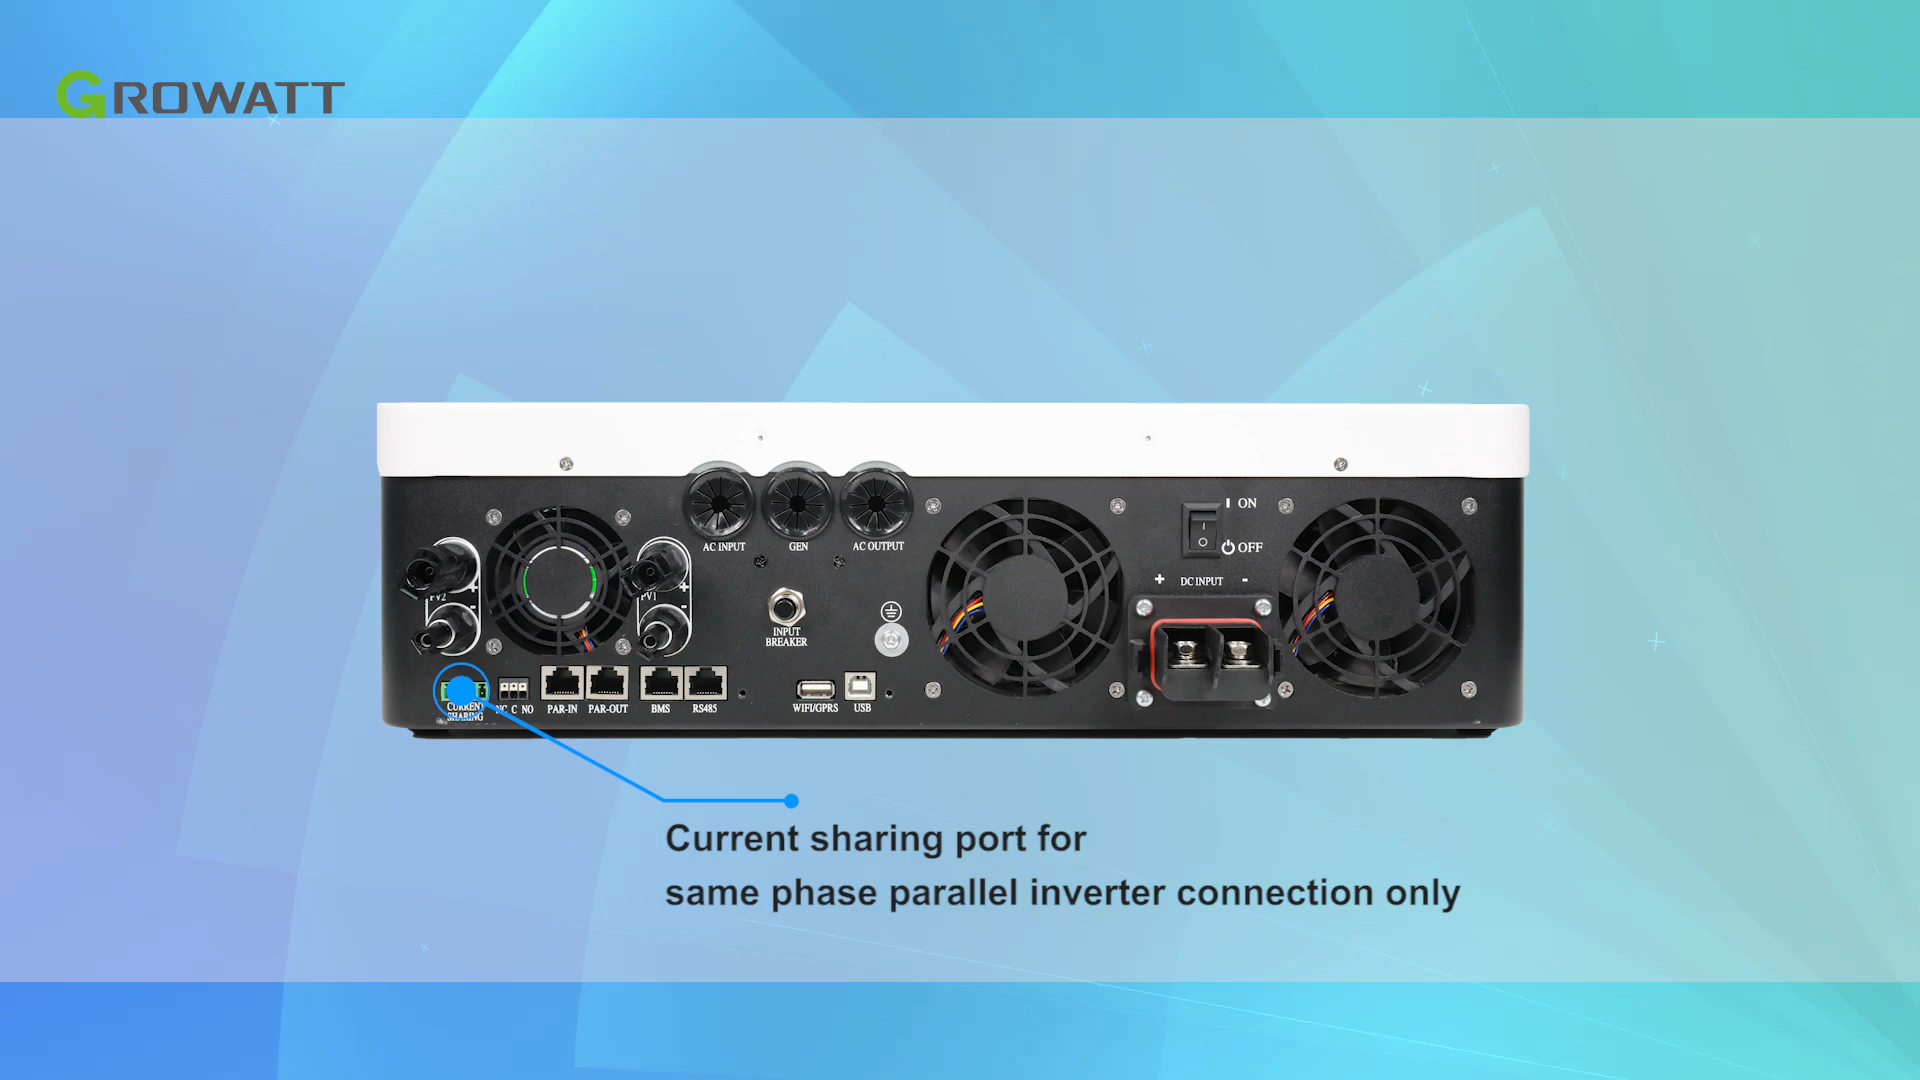 GROWATT
I ON
OFF
AC INPUT
GEN
AC OUTPUT
+ DC INPUT -
PV2
+
-
PV1
+
-
INPUT
BREAKER
CURRENT
SHARING
NC C NO
PAR-IN
PAR-OUT
BMS
RS485
WIFI/GPRS
USB
Current sharing port for
same phase parallel inverter connection only